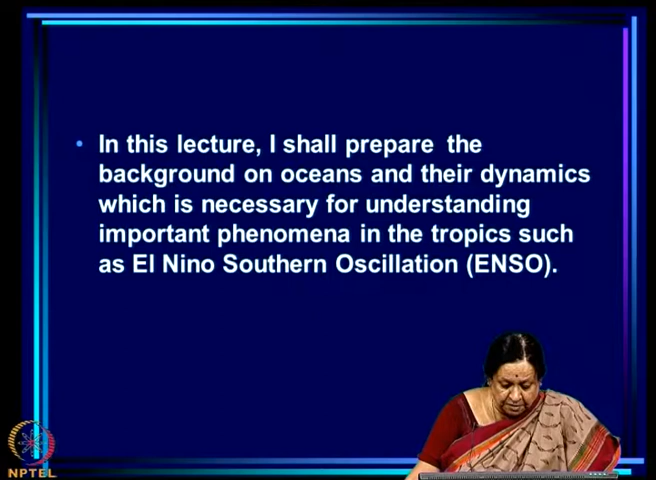 • In this lecture, I shall prepare the
background on oceans and their dynamics
which is necessary for understanding
important phenomena in the tropics such
as El Nino Southern Oscillation (ENSO).
NPTEL